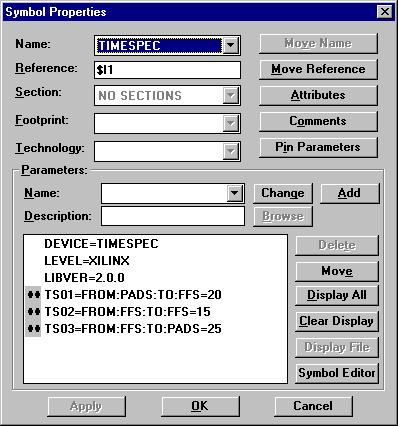 Symbol Properties
Name: TIMESPEC Move Name
Reference: $I1 Move Reference
Section: NO SECTIONS Attributes
Footprint: Comments
Technology: Pin Parameters
Parameters:
Name: Change Add
Description: Browse
DEVICE=TIMESPEC Delete
LEVEL=XILINX Move
LIBVER=2.0.0
TS01=FROM:PADS:TO:FFS=20 Display All
TS02=FROM:FFS:TO:FFS=15 Clear Display
TS03=FROM:FFS:TO:PADS=25 Display File
Symbol Editor
Apply OK Cancel